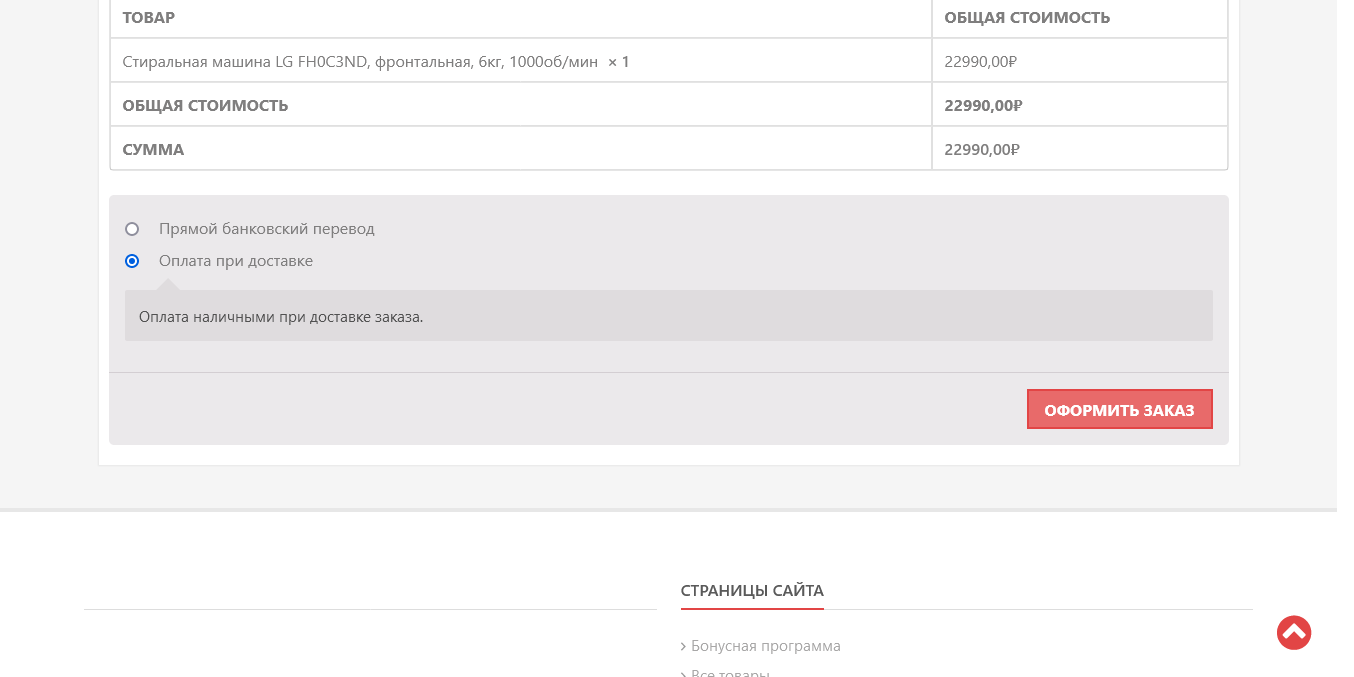 ТОВАР ОБЩАЯ СТОИМОСТЬ
Стиральная машина LG FH0C3ND, фронтальная, 6кг, 1000об/мин × 1 22990,00₽
ОБЩАЯ СТОИМОСТЬ 22990,00₽
СУММА 22990,00₽
Прямой банковский перевод
Оплата при доставке
Оплата наличными при доставке заказа.
ОФОРМИТЬ ЗАКАЗ
СТРАНИЦЫ САЙТА
Бонусная программа
Все товары